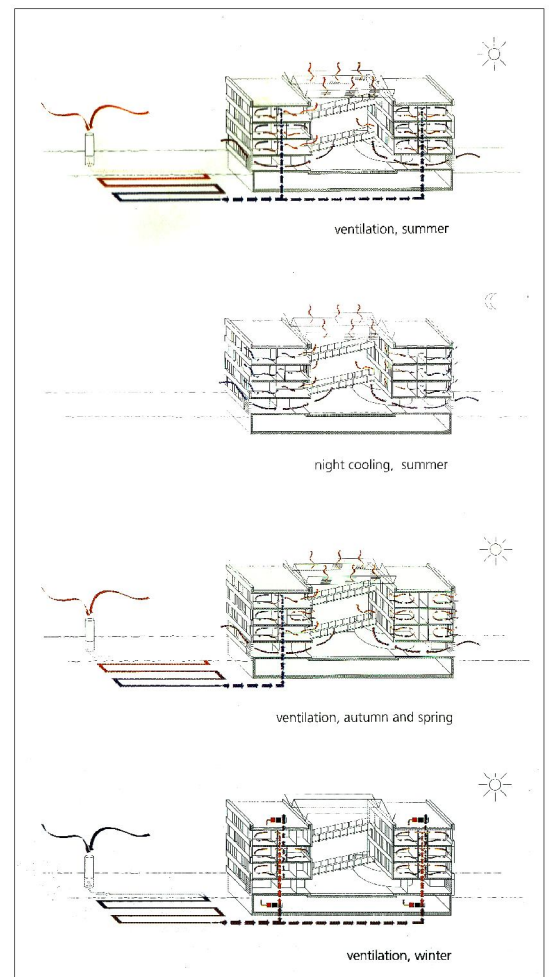 ventilation, summer
night cooling, summer
ventilation, autumn and spring
ventilation, winter